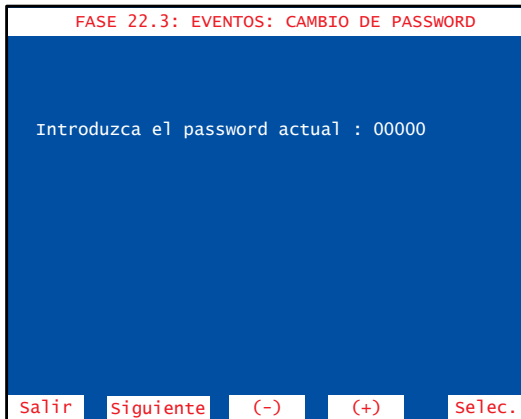 FASE 22.3: EVENTOS: CAMBIO DE PASSWORD
Introduzca el password actual : 00000
Salir Siguiente (-) (+) Selec.